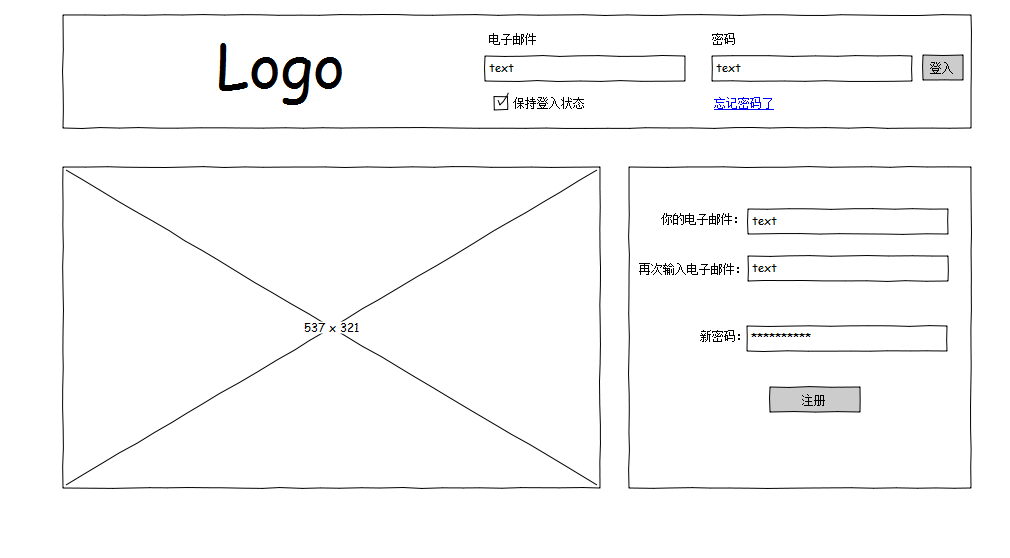 Logo
电子邮件
密码
text
text
登入
保持登入状态
忘记密码了
537 x 321
你的电子邮件：
text
再次输入电子邮件：
text
新密码：
**********
注册